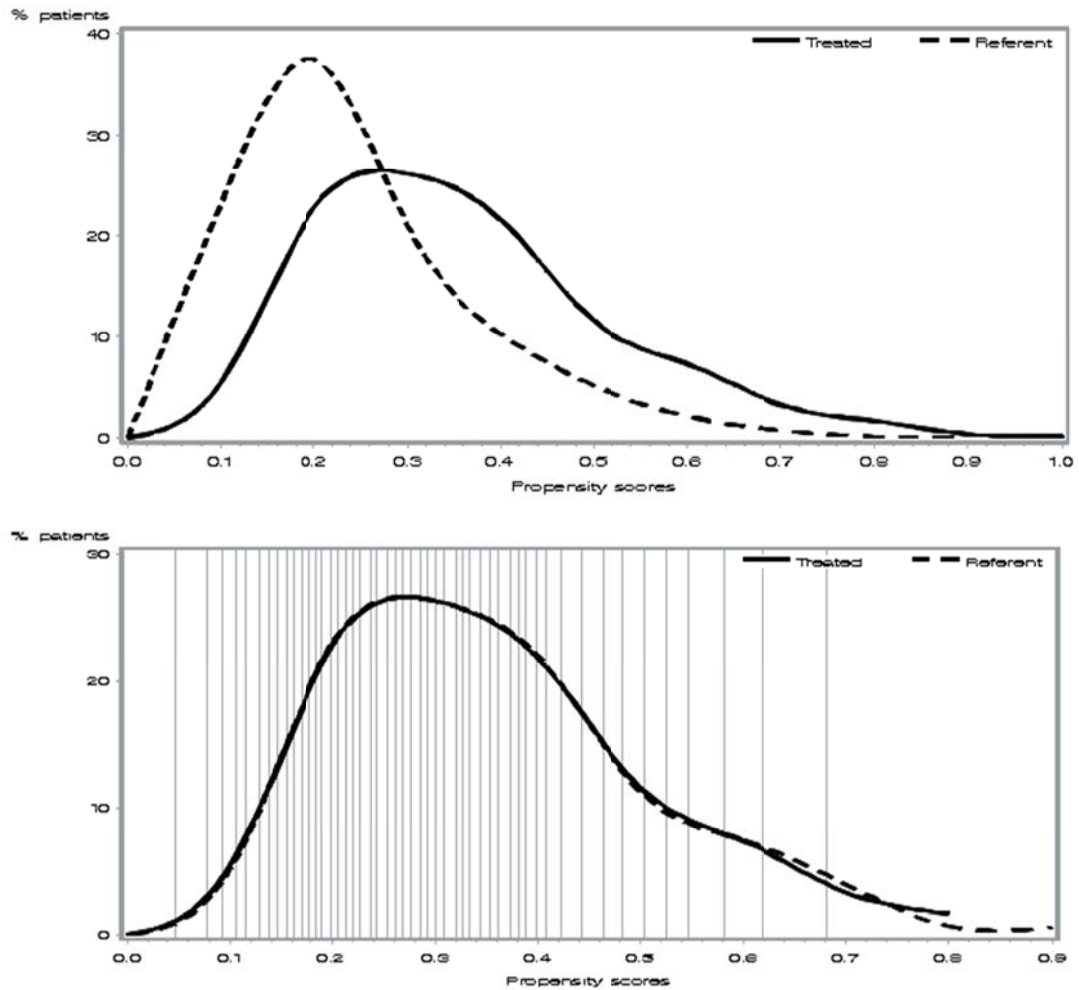 % patients
40
Treated Referent
30
20
10
0
0.0 0.1 0.2 0.3 0.4 0.5 0.6 0.7 0.8 0.9 1.0
Propensity scores
% patients
30
Treated Referent
20
10
0
0.0 0.1 0.2 0.3 0.4 0.5 0.6 0.7 0.8 0.9
Propensity scores